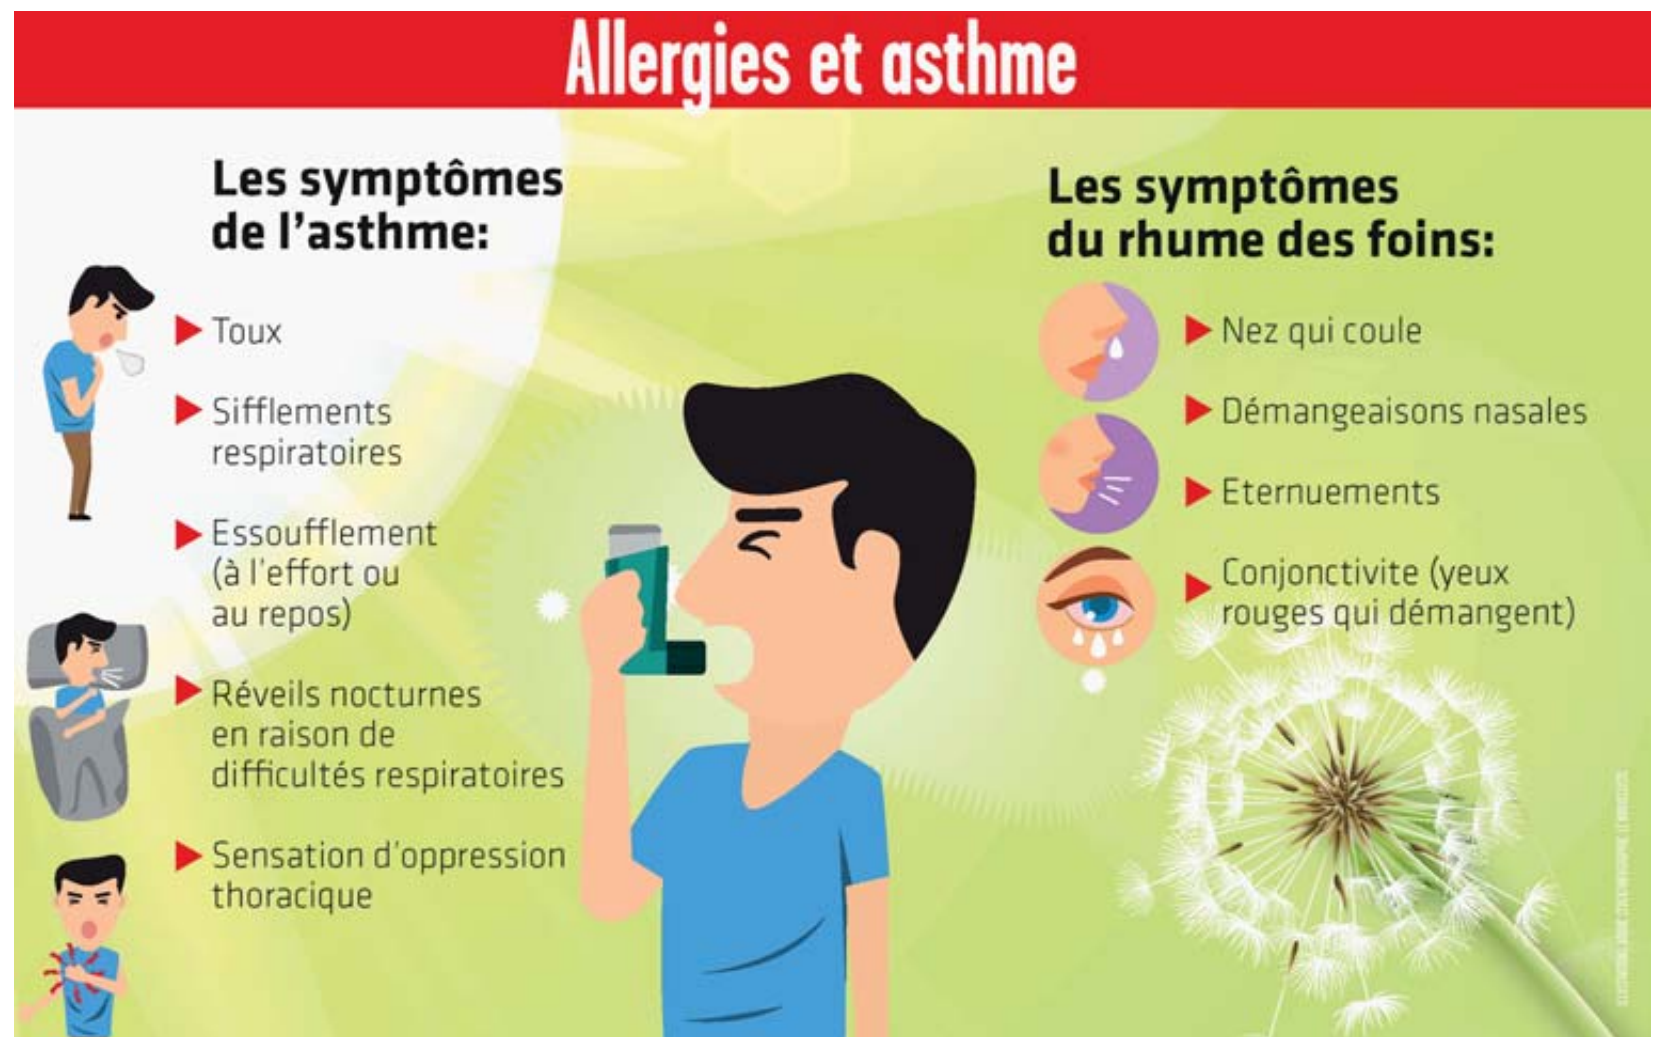 Allergies et asthme
Les symptômes
de l'asthme:
Toux
Sifflements
respiratoires
Essoufflement
(à l'effort ou
au repos)
Réveils nocturnes
en raison de
difficultés respiratoires
Sensation d'oppression
thoracique
Les symptômes
du rhume des foins:
Nez qui coule
Démangeaisons nasales
Eternuements
Conjonctivite (yeux
rouges qui démangent)